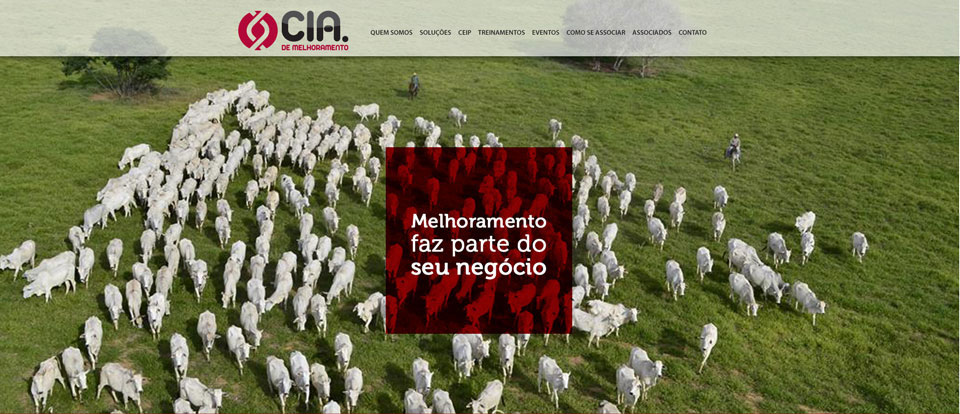 CIA.
DE MELHORAMENTO
QUEM SOMOS SOLUÇÕES CEIP TREINAMENTOS EVENTOS COMO SE ASSOCIAR ASSOCIADOS CONTATO
Melhoramento
faz parte do
seu negócio